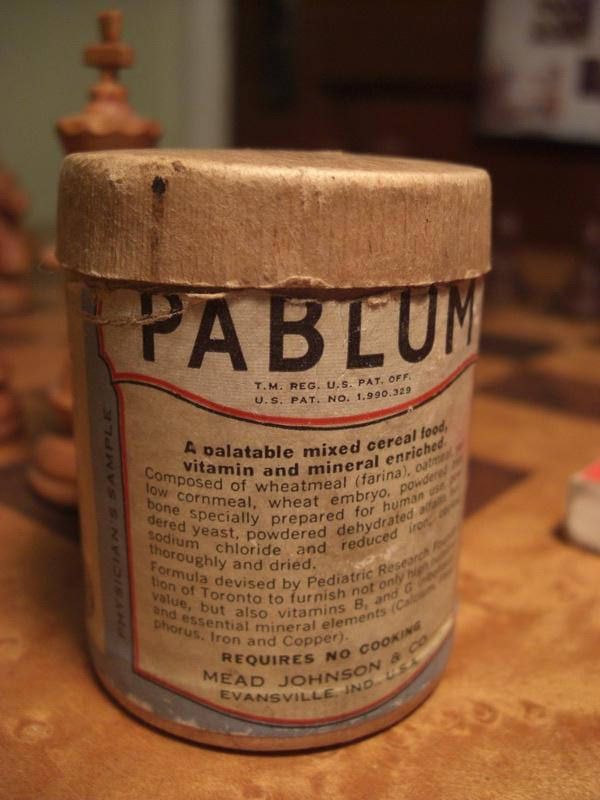 PABLUM
T.M. REG. U.S. PAT. OFF.
U.S. PAT. NO. 1,990,329
A palatable mixed cereal food,
vitamin and mineral enriched.
Composed of wheatmeal (farina), oatmeal,
low cornmeal, wheat embryo, powdered
bone specially prepared for human use,
dered yeast, powdered dehydrated alfalfa,
sodium chloride and reduced iron,
thoroughly and dried.
Formula devised by Pediatric Research
tion of Toronto to furnish not only high
value, but also vitamins B, and G
and essential mineral elements
phorus, Iron and Copper).
REQUIRES NO COOKING
MEAD JOHNSON & CO.
EVANSVILLE, IND., U.S.A.
PHYSICIAN'S SAMPLE